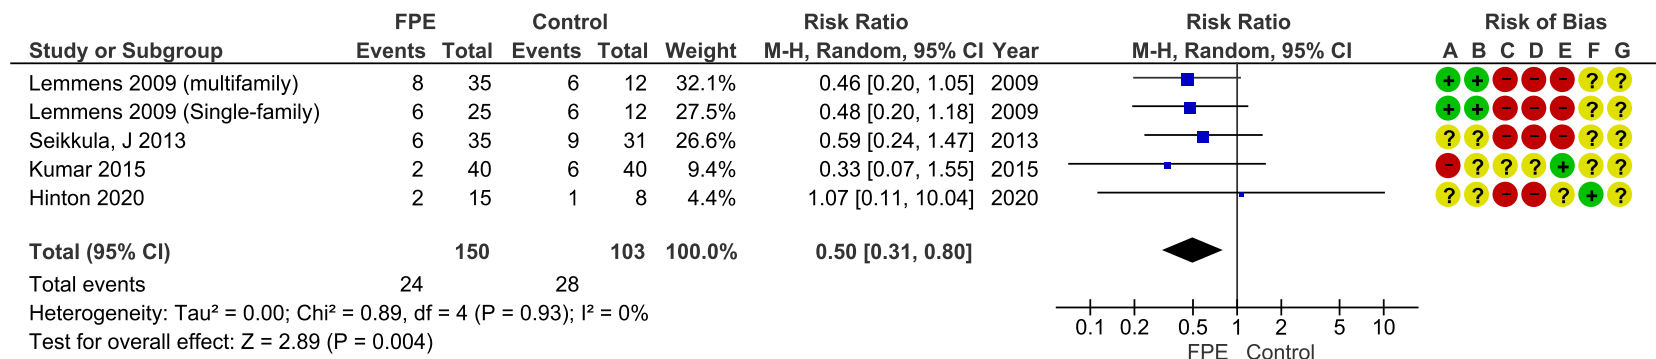 FPE Control Risk Ratio Risk Ratio Risk of Bias
Study or Subgroup Events Total Events Total Weight M-H, Random, 95% CI Year M-H, Random, 95% CI A B C D E F G
Lemmens 2009 (multifamily) 8 35 6 12 32.1% 0.46 [0.20, 1.05] 2009 + + - - - ? ?
Lemmens 2009 (Single-family) 6 25 6 12 27.5% 0.48 [0.20, 1.18] 2009 + + - - - ? ?
Seikkula, J 2013 6 35 9 31 26.6% 0.59 [0.24, 1.47] 2013 ? ? - - - ? ?
Kumar 2015 2 40 6 40 9.4% 0.33 [0.07, 1.55] 2015 - ? ? ? + ? ?
Hinton 2020 2 15 1 8 4.4% 1.07 [0.11, 10.04] 2020 ? ? - - ? + ?
Total (95% CI) 150 103 100.0% 0.50 [0.31, 0.80]
Total events 24 28
Heterogeneity: Tau² = 0.00; Chi² = 0.89, df = 4 (P = 0.93); I² = 0%
Test for overall effect: Z = 2.89 (P = 0.004)
0.1 0.2 0.5 1 2 5 10
FPE Control